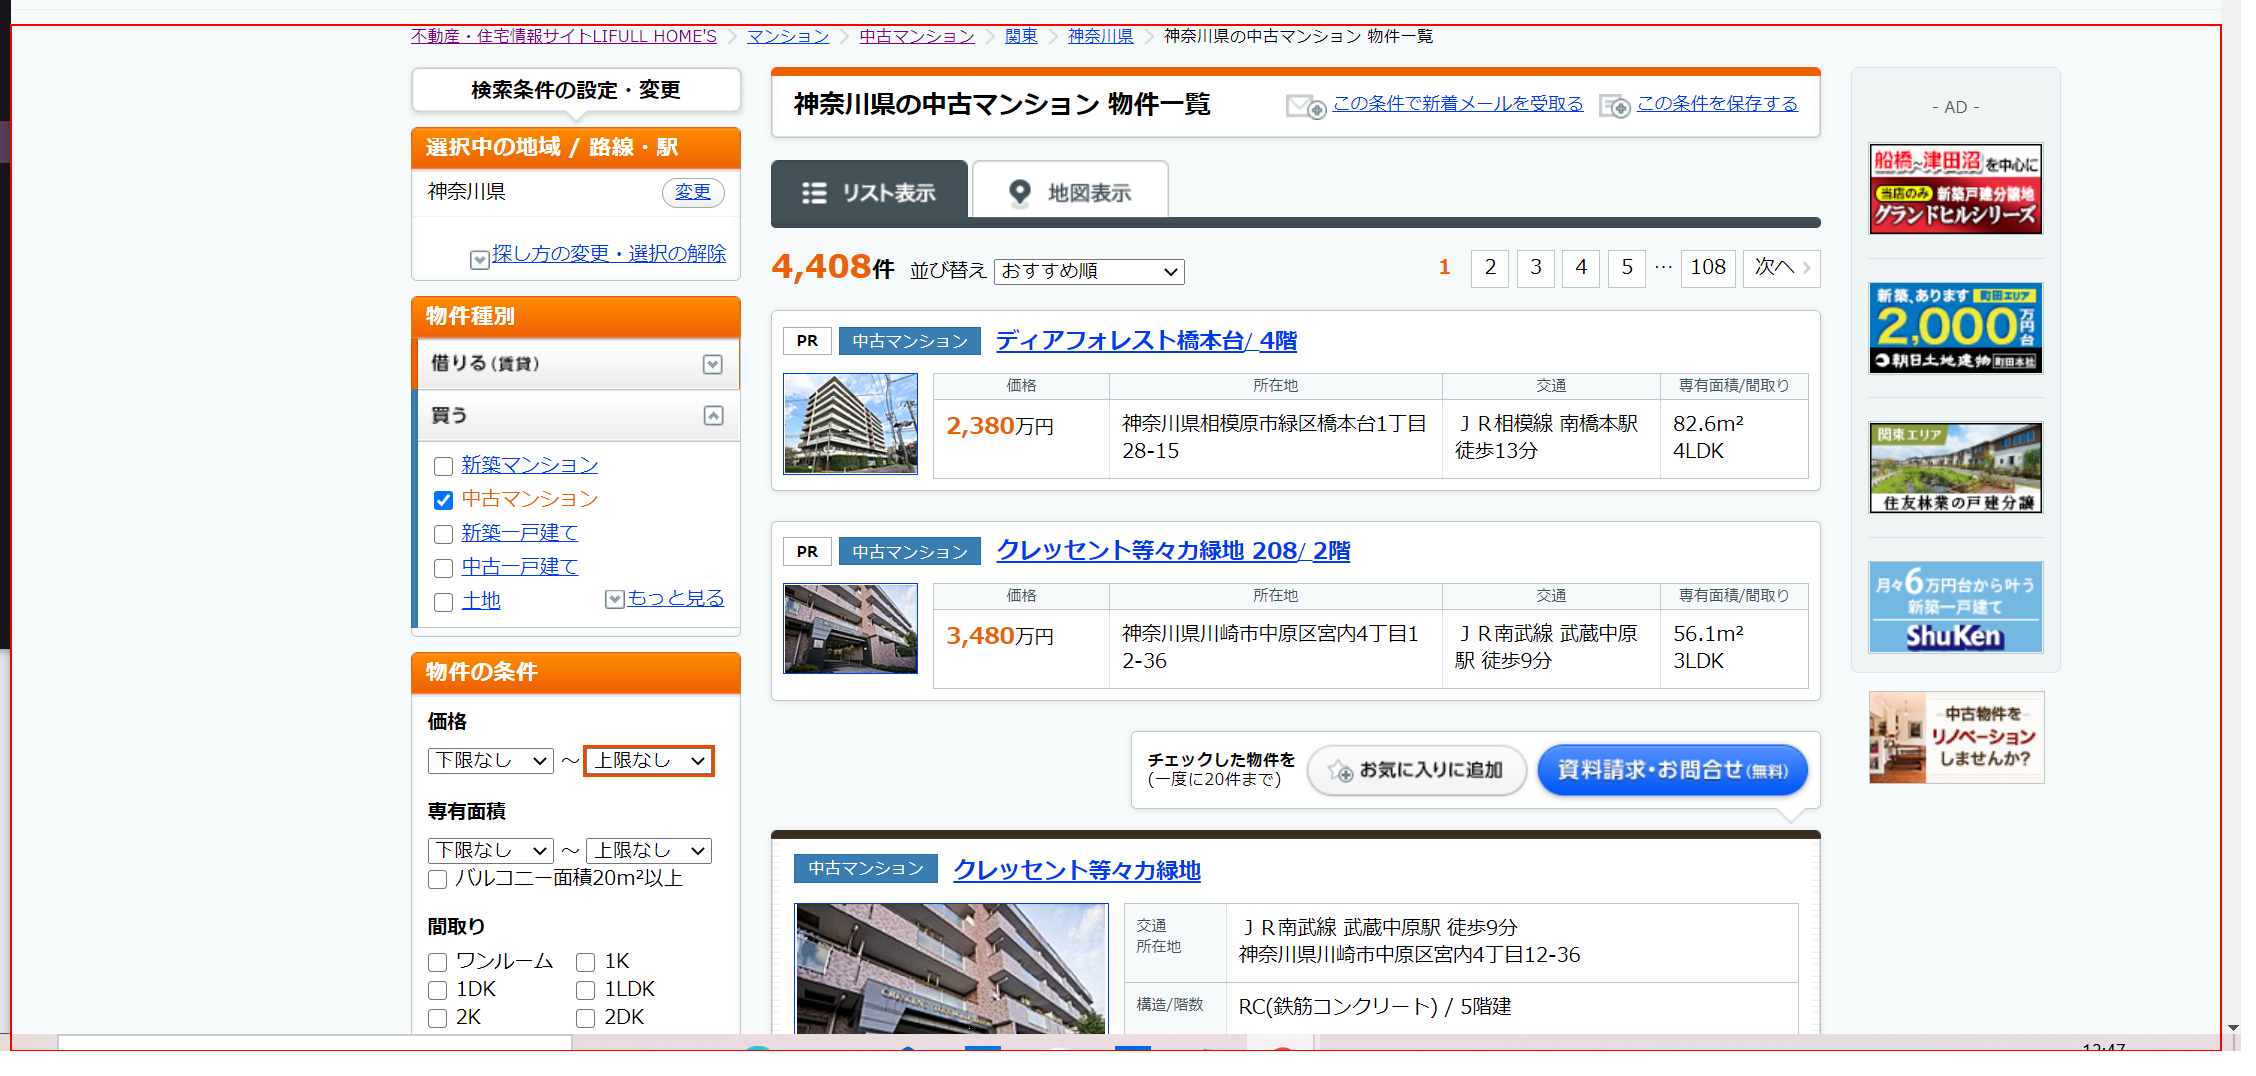 不動産・住宅情報サイトLIFULL HOME'S マンション 中古マンション 関東 神奈川県 神奈川県の中古マンション 物件一覧
検索条件の設定・変更
選択中の地域 / 路線・駅
神奈川県 変更
探し方の変更・選択の解除
物件種別
借りる(賃貸)
買う
新築マンション
中古マンション
新築一戸建て
中古一戸建て
土地 もっと見る
物件の条件
価格
下限なし ～ 上限なし
専有面積
下限なし ～ 上限なし
バルコニー面積20m²以上
間取り
ワンルーム 1K
1DK 1LDK
2K 2DK
神奈川県の中古マンション 物件一覧 この条件で新着メールを受取る この条件を保存する
リスト表示 地図表示
4,408件 並び替え おすすめ順 1 2 3 4 5 … 108 次へ
PR 中古マンション ディアフォレスト橋本台/ 4階
価格 所在地 交通 専有面積/間取り
2,380万円 神奈川県相模原市緑区橋本台1丁目 ＪＲ相模線 南橋本駅 82.6m²
28-15 徒歩13分 4LDK
PR 中古マンション クレッセント等々力緑地 208/ 2階
価格 所在地 交通 専有面積/間取り
3,480万円 神奈川県川崎市中原区宮内4丁目1 ＪＲ南武線 武蔵中原 56.1m²
2-36 駅 徒歩9分 3LDK
チェックした物件を
(一度に20件まで) お気に入りに追加 資料請求・お問合せ(無料)
中古マンション クレッセント等々力緑地
交通 ＪＲ南武線 武蔵中原駅 徒歩9分
所在地 神奈川県川崎市中原区宮内4丁目12-36
構造/階数 RC(鉄筋コンクリート) / 5階建
- AD -
船橋～津田沼を中心に
当店のみ 新築戸建分譲地
グランドヒルシリーズ
新築、あります 町田エリア
2,000万円台
朝日土地建物 町田本社
関東エリア
住友林業の戸建分譲
月々6万円台から叶う
新築一戸建て
ShuKen
中古物件を
リノベーション
しませんか?